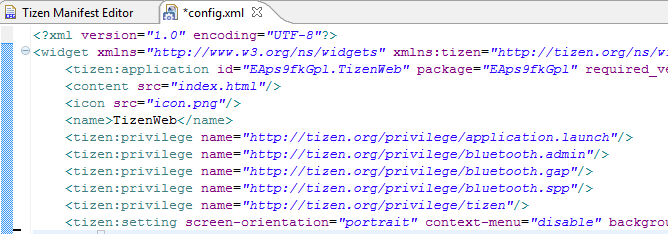 Tizen Manifest Editor *config.xml
<?xml version="1.0" encoding="UTF-8"?>
<widget xmlns="http://www.w3.org/ns/widgets" xmlns:tizen="http://tizen.org/ns/wi
<tizen:application id="EAps9fkGpl.TizenWeb" package="EAps9fkGpl" required_ve
<content src="index.html"/>
<icon src="icon.png"/>
<name>TizenWeb</name>
<tizen:privilege name="http://tizen.org/privilege/application.launch"/>
<tizen:privilege name="http://tizen.org/privilege/bluetooth.admin"/>
<tizen:privilege name="http://tizen.org/privilege/bluetooth.gap"/>
<tizen:privilege name="http://tizen.org/privilege/bluetooth.spp"/>
<tizen:privilege name="http://tizen.org/privilege/tizen"/>
<tizen:setting screen-orientation="portrait" context-menu="disable" backgrou